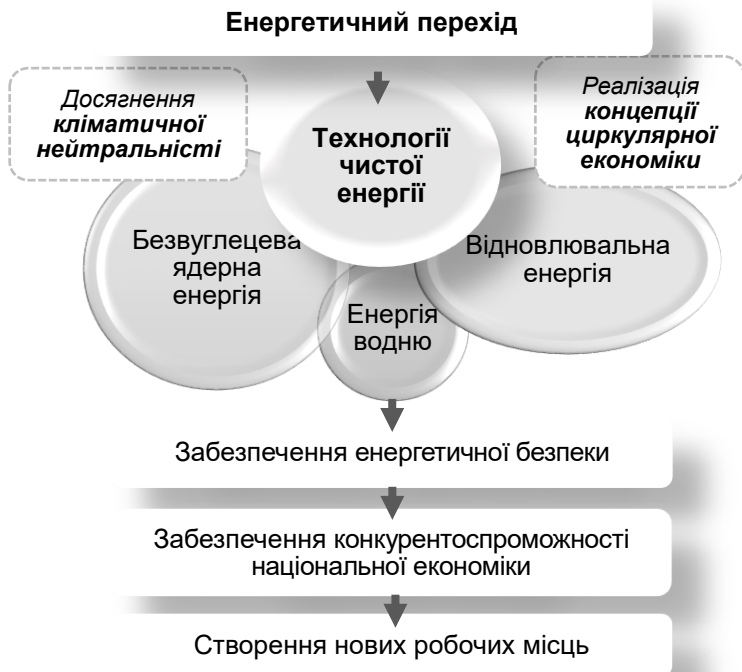 Енергетичний перехід
Досягнення
кліматичної
нейтральності
Реалізація
концепції
циркулярної
економіки
Технології
чистої
енергії
Безвуглецева
ядерна
енергія
Відновлювальна
енергія
Енергія
водню
Забезпечення енергетичної безпеки
Забезпечення конкурентоспроможності
національної економіки
Створення нових робочих місць